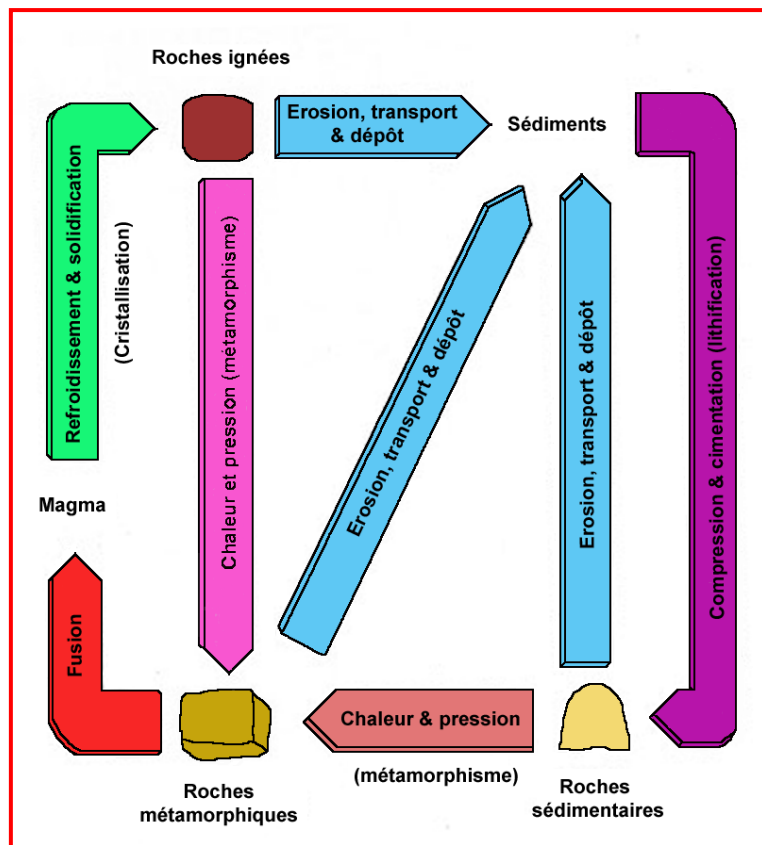 Roches ignées
Erosion, transport
& dépôt
Sédiments
Refroidissement & solidification
(Cristallisation)
Chaleur et pression (métamorphisme)
Erosion, transport & dépôt
Erosion, transport & dépôt
Compression & cimentation (lithification)
Magma
Fusion
Chaleur & pression
(métamorphisme)
Roches
métamorphiques
Roches
sédimentaires